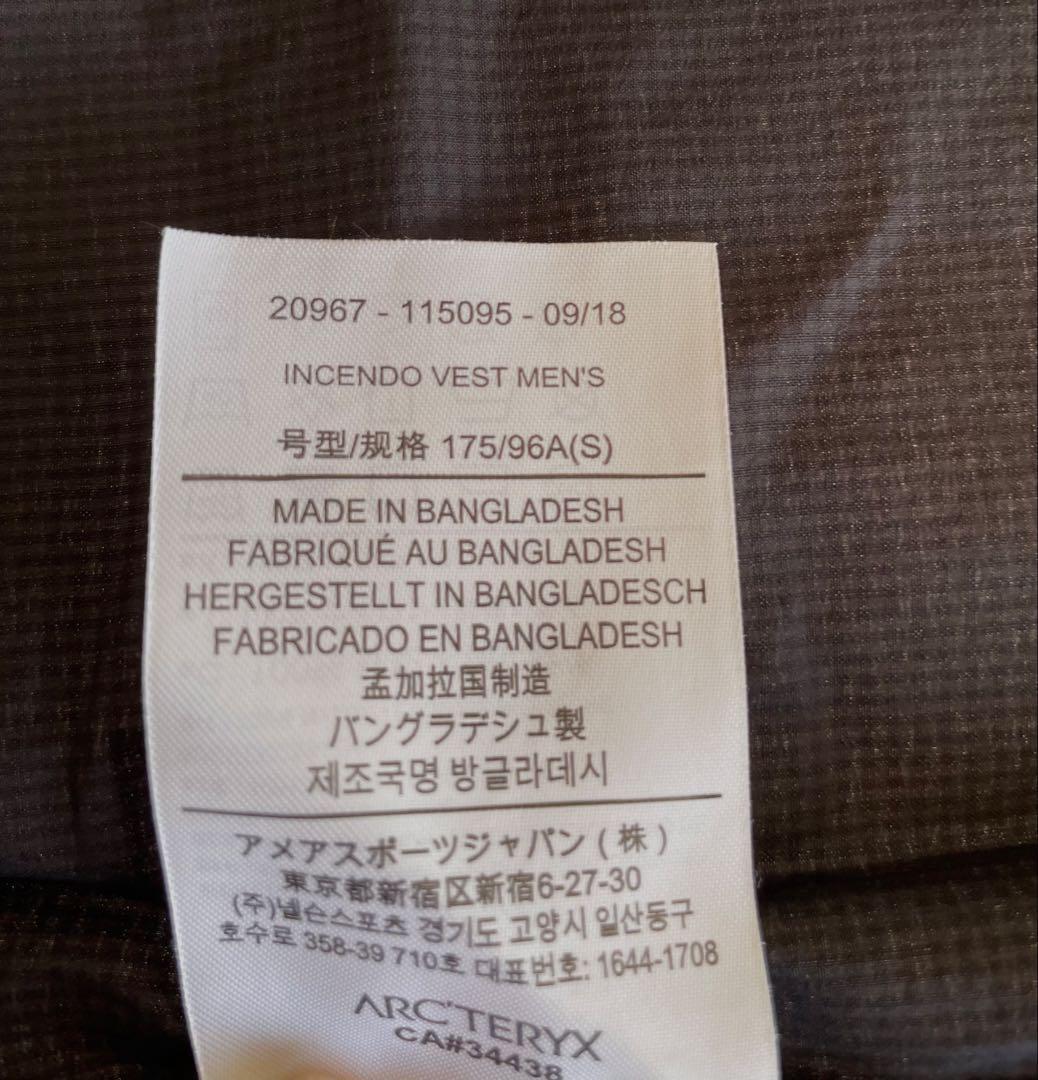 20967 - 115095 - 09/18
INCENDO VEST MEN'S
号型/规格 175/96A(S)
MADE IN BANGLADESH
FABRIQUÉ AU BANGLADESH
HERGESTELLT IN BANGLADESCH
FABRICADO EN BANGLADESH
孟加拉国制造
バングラデシュ製
제조국명 방글라데시
アメアスポーツジャパン ( 株 )
東京都新宿区新宿6-27-30
(주)넬슨스포츠 경기도 고양시 일산동구
호수로 358-39 710호 대표번호: 1644-1708
ARC'TERYX
CA#34438